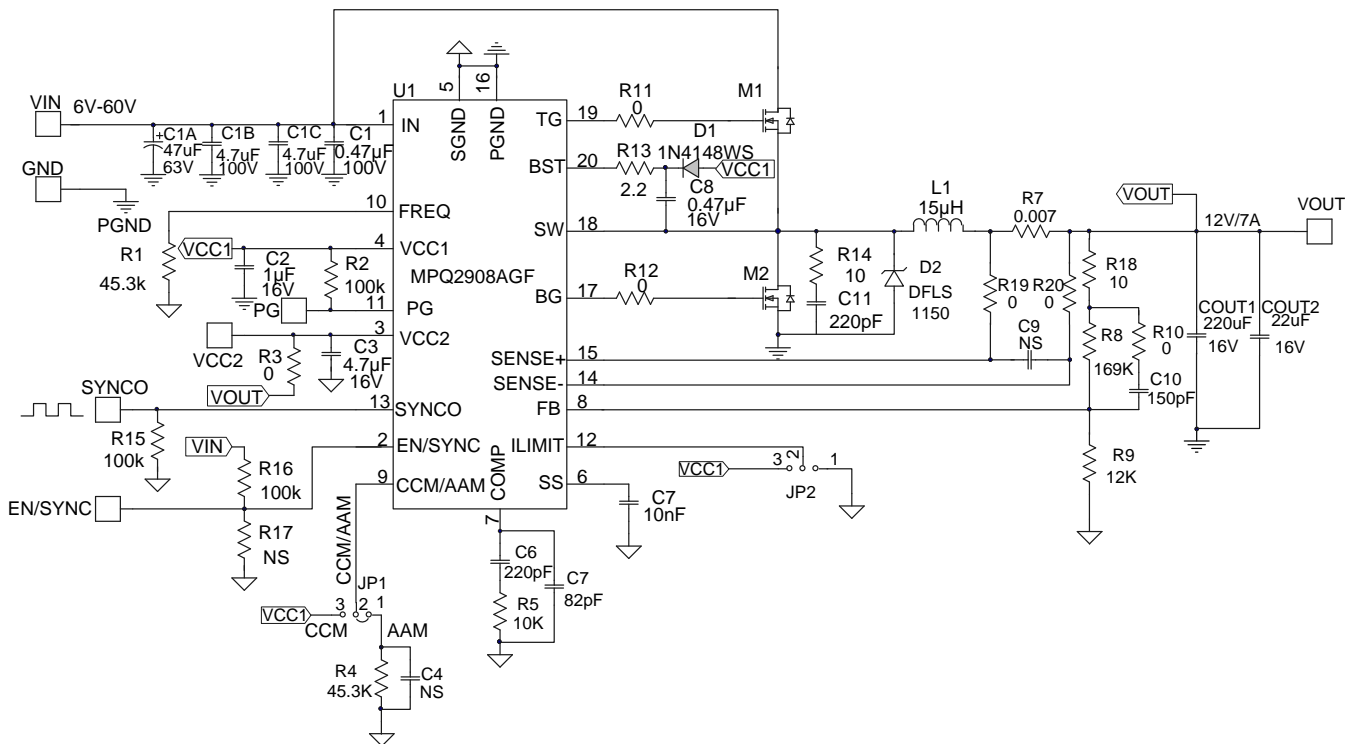 VIN 6V-60V
C1A
47uF
63V
C1B
4.7uF
100V
C1C
4.7uF
100V
C1
0.47µF
100V
GND
PGND
U1
MPQ2908AGF
5
SGND
16
PGND
1 IN
10 FREQ
4 VCC1
11 PG
3 VCC2
13 SYNCO
2 EN/SYNC
9 CCM/AAM
COMP
7
TG 19
BST 20
SW 18
BG 17
SENSE+ 15
SENSE- 14
FB 8
ILIMIT 12
SS 6
R1
45.3k
VCC1
C2
1µF
16V
R2
100k
PG
VCC2
R3
0
C3
4.7µF
16V
VOUT
SYNCO
R15
100k
VIN
R16
100k
EN/SYNC
R17
NS
CCM/AAM
JP1
VCC1 3 2 1
CCM AAM
R4
45.3K
C4
NS
C6
220pF
R5
10K
C7
82pF
C7
10nF
VCC1 3 2 1
JP2
R11
0
M1
D1
1N4148WS
R13
2.2
VCC1
C8
0.47µF
16V
R12
0
M2
R14
10
C11
220pF
D2
DFLS
1150
L1
15µH
R7
0.007
R19
0
R20
0
C9
NS
VOUT
12V/7A
VOUT
R18
10
R8
169K
R10
0
C10
150pF
R9
12K
COUT1
220uF
16V
COUT2
22uF
16V